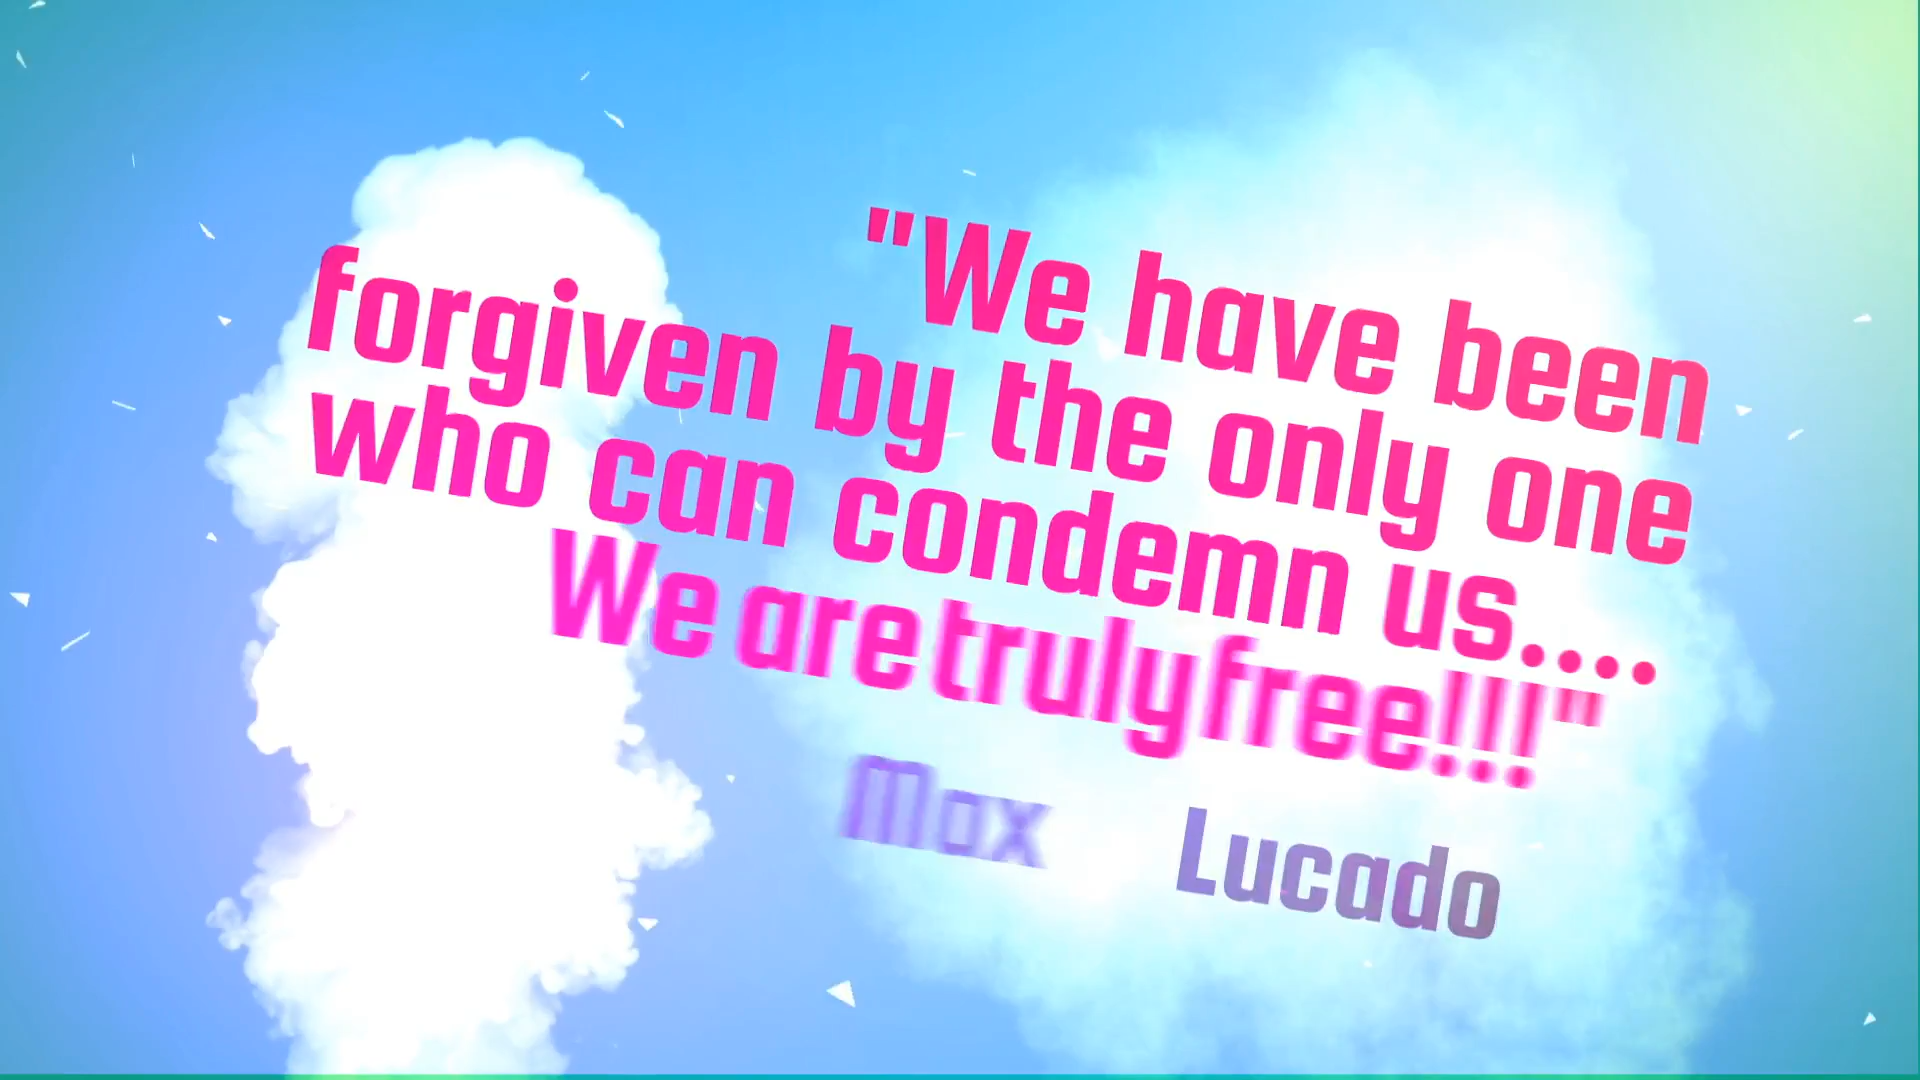 "We have been
forgiven by the only one
who can condemn us....
We are truly free!!!"
Max Lucado